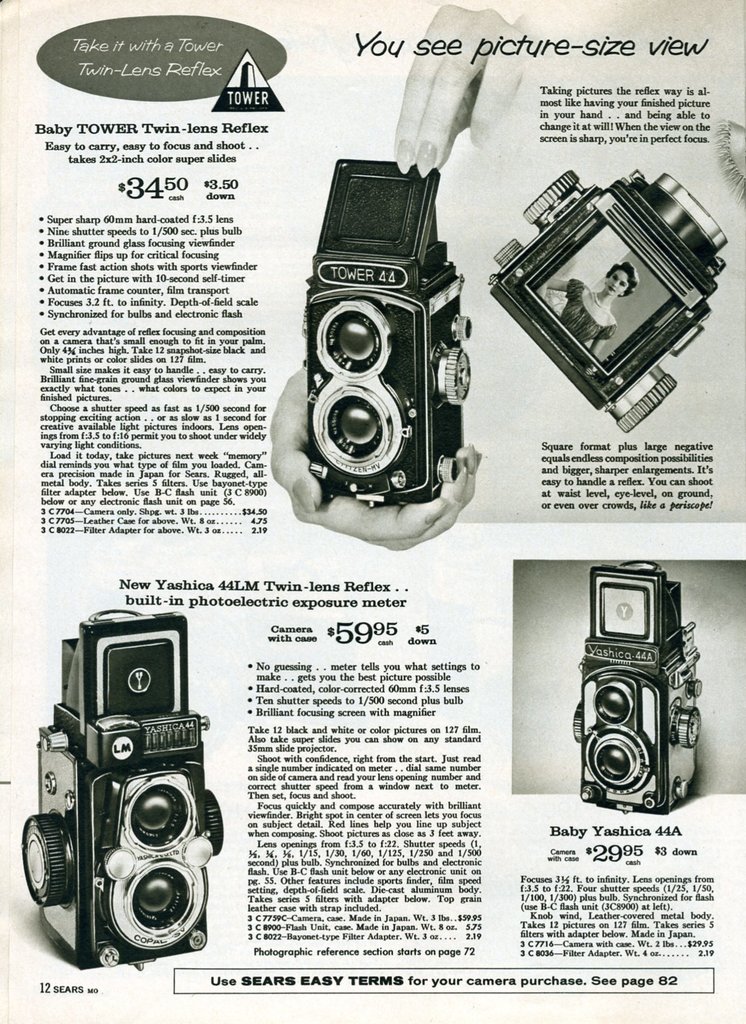 Take it with a Tower
Twin-Lens Reflex
TOWER
You see picture-size view
Taking pictures the reflex way is al-
most like having your finished picture
in your hand . . and being able to
change it at will! When the view on the
screen is sharp, you're in perfect focus.
Baby TOWER Twin-lens Reflex
Easy to carry, easy to focus and shoot . .
takes 2x2-inch color super slides
$34.50 cash $3.50 down
• Super sharp 60mm hard-coated f:3.5 lens
• Nine shutter speeds to 1/500 sec. plus bulb
• Brilliant ground glass focusing viewfinder
• Magnifier flips up for critical focusing
• Frame fast action shots with sports viewfinder
• Get in the picture with 10-second self-timer
• Automatic frame counter, film transport
• Focuses 3.2 ft. to infinity. Depth-of-field scale
• Synchronized for bulbs and electronic flash
Get every advantage of reflex focusing and composition
on a camera that's small enough to fit in your palm.
Only 4¾ inches high. Take 12 snapshot-size black and
white prints or color slides on 127 film.
Small size makes it easy to handle . . easy to carry.
Brilliant fine-grain ground glass viewfinder shows you
exactly what tones . . what colors to expect in your
finished pictures.
Choose a shutter speed as fast as 1/500 second for
stopping exciting action . . or as slow as 1 second for
creative available light pictures indoors. Lens open-
ings from f:3.5 to f:16 permit you to shoot under widely
varying light conditions.
Load it today, take pictures next week "memory"
dial reminds you what type of film you loaded. Cam-
era precision made in Japan for Sears. Rugged, all-
metal body. Takes series 5 filters. Use bayonet-type
filter adapter below. Use B-C flash unit (3 C 8900)
below or any electronic flash unit on page 56.
3 C 7704—Camera only. Shpg. wt. 3 lbs..........$34.50
3 C 7705—Leather Case for above. Wt. 8 oz...... 4.75
3 C 8022—Filter Adapter for above. Wt. 3 oz..... 2.19
TOWER 44
CITIZEN-MV
Square format plus large negative
equals endless composition possibilities
and bigger, sharper enlargements. It's
easy to handle a reflex. You can shoot
at waist level, eye-level, on ground,
or even over crowds, like a periscope!
New Yashica 44LM Twin-lens Reflex . .
built-in photoelectric exposure meter
Camera with case $59.95 cash $5 down
• No guessing . . meter tells you what settings to
make . . gets you the best picture possible
• Hard-coated, color-corrected 60mm f:3.5 lenses
• Ten shutter speeds to 1/500 second plus bulb
• Brilliant focusing screen with magnifier
Take 12 black and white or color pictures on 127 film.
Also take super slides you can show on any standard
35mm slide projector.
Shoot with confidence, right from the start. Just read
a single number indicated on meter . . dial same number
on side of camera and read your lens opening number and
correct shutter speed from a window next to meter.
Then set, focus and shoot.
Focus quickly and compose accurately with brilliant
viewfinder. Bright spot in center of screen lets you focus
on subject detail. Red lines help you line up subject
when composing. Shoot pictures as close as 3 feet away.
Lens openings from f:3.5 to f:22. Shutter speeds (1,
½, ¼, ⅛, 1/15, 1/30, 1/60, 1/125, 1/250 and 1/500
second) plus bulb. Synchronized for bulbs and electronic
flash. Use B-C flash unit below or any electronic unit on
pg. 55. Other features include sports finder, film speed
setting, depth-of-field scale. Die-cast aluminum body.
Takes series 5 filters with adapter below. Top grain
leather case with strap included.
3 C 7759C—Camera, case. Made in Japan. Wt. 3 lbs..$59.95
3 C 8900—Flash Unit, case. Made in Japan. Wt. 8 oz. 5.75
3 C 8022—Bayonet-type Filter Adapter. Wt. 3 oz.... 2.19
Photographic reference section starts on page 72
Y
YASHICA 44
LM
YASHICA CO.LTD
COPAL-SV
Y
Yashica-44A
Baby Yashica 44A
Camera with case $29.95 cash $3 down
Focuses 3½ ft. to infinity. Lens openings from
f:3.5 to f:22. Four shutter speeds (1/25, 1/50,
1/100, 1/300) plus bulb. Synchronized for flash
(use B-C flash unit (3C8900) at left).
Knob wind, Leather-covered metal body.
Takes 12 pictures on 127 film. Takes series 5
filters with adapter below. Made in Japan.
3 C 7716—Camera with case. Wt. 2 lbs...$29.95
3 C 8036—Filter Adapter. Wt. 4 oz...... 2.19
Use SEARS EASY TERMS for your camera purchase. See page 82
12 SEARS MO